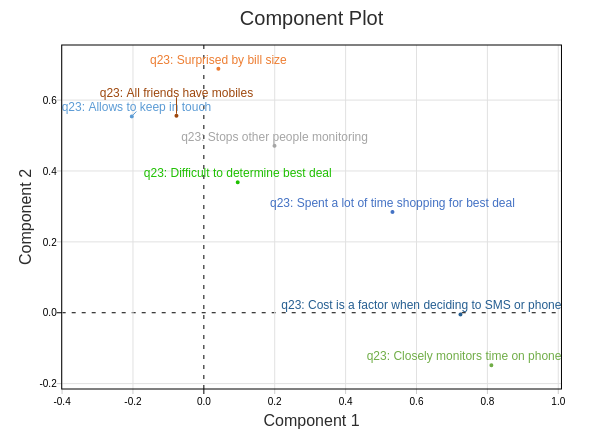 Component Plot
q23: Surprised by bill size
q23: All friends have mobiles
q23: Allows to keep in touch
q23: Stops other people monitoring
q23: Difficult to determine best deal
q23: Spent a lot of time shopping for best deal
q23: Cost is a factor when deciding to SMS or phone
q23: Closely monitors time on phone
Component 2
0.6
0.4
0.2
0.0
-0.2
-0.4 -0.2 0.0 0.2 0.4 0.6 0.8 1.0
Component 1